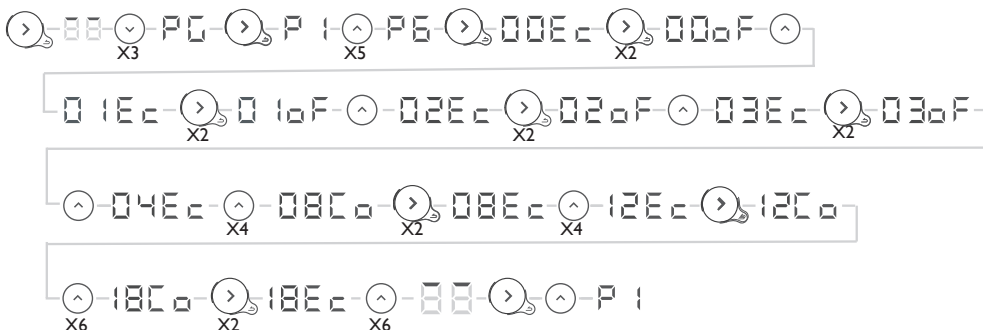 88 PG P1 P6 00Ec 00oF
X3 X5 X2
01Ec 01oF 02Ec 02oF 03Ec 03oF
X2 X2 X2
04Ec 08Co 08Ec 12Ec 12Co
X4 X2 X4
18Co 18Ec 88 P1
X6 X2 X6